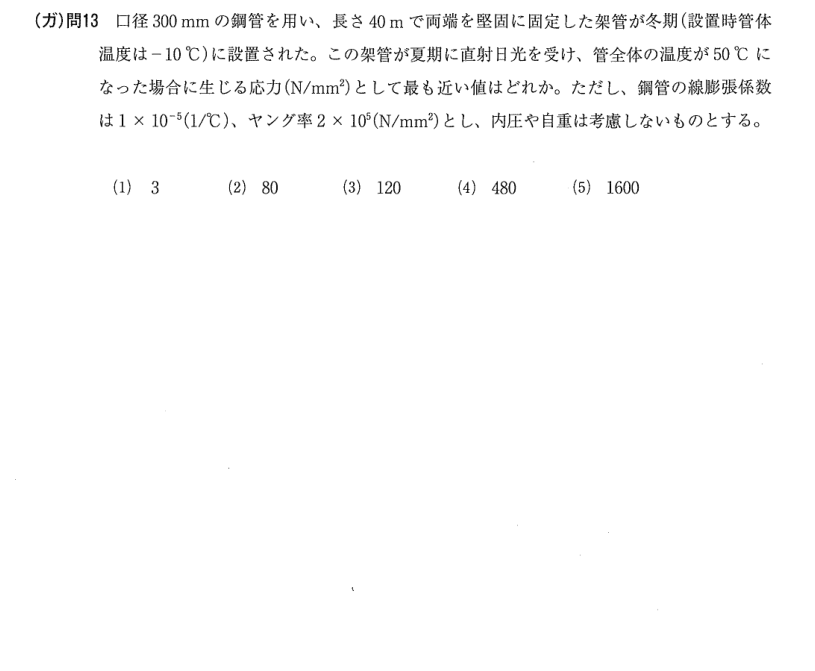 (ガ)問13 口径 300 mm の鋼管を用い、長さ 40 m で両端を堅固に固定した架管が冬期(設置時管体
温度は－10 ℃)に設置された。この架管が夏期に直射日光を受け、管全体の温度が 50 ℃ に
なった場合に生じる応力(N/mm²)として最も近い値はどれか。ただし、鋼管の線膨張係数
は 1 × 10⁻⁵(1/℃)、ヤング率 2 × 10⁵(N/mm²)とし、内圧や自重は考慮しないものとする。
(1) 3 (2) 80 (3) 120 (4) 480 (5) 1600